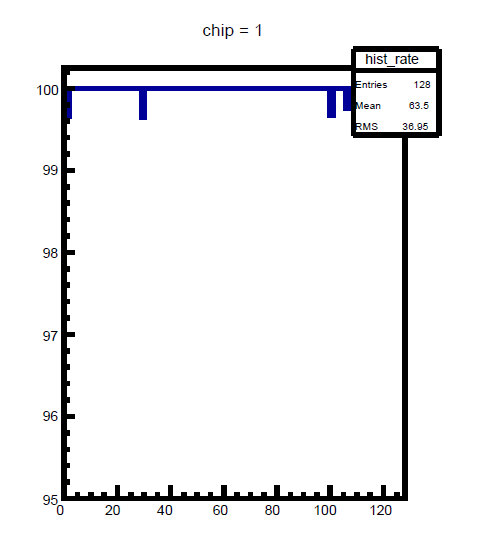 chip = 1
hist_rate
Entries 128
Mean 63.5
RMS 36.95
100
99
98
97
96
95
0 20 40 60 80 100 120